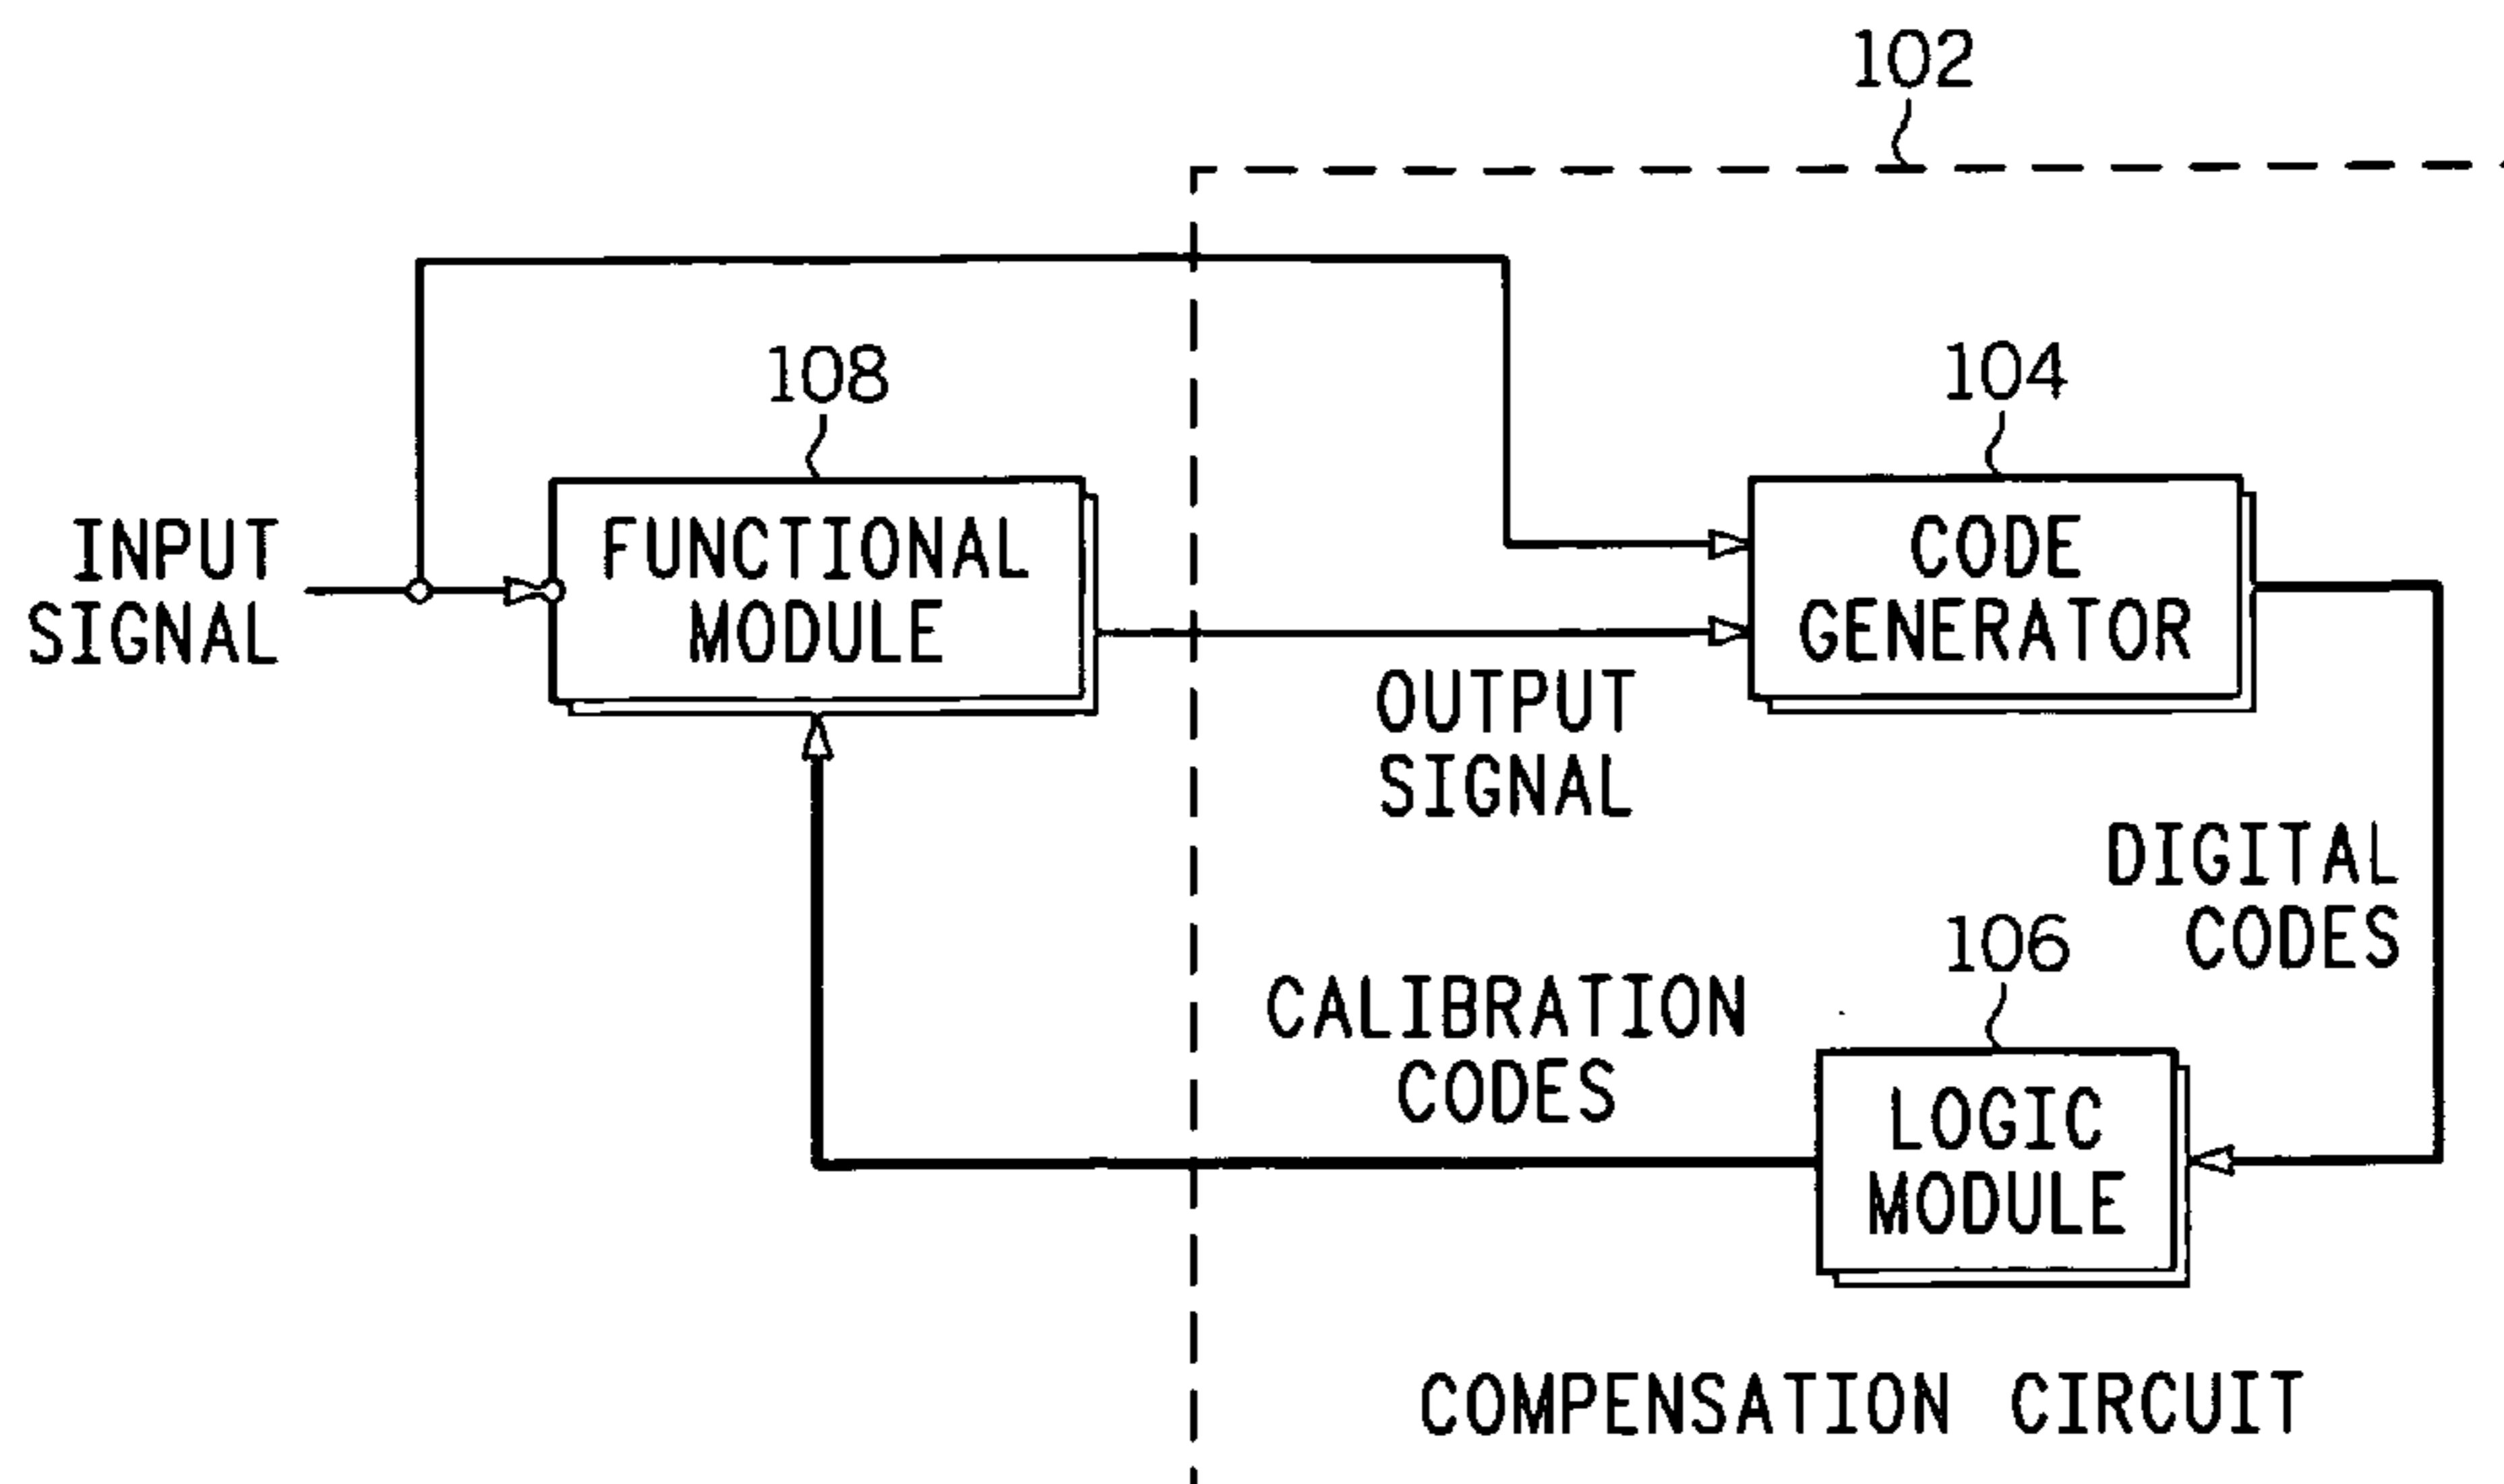 102
108
104
INPUT
SIGNAL
FUNCTIONAL
MODULE
CODE
GENERATOR
OUTPUT
SIGNAL
DIGITAL
CODES
106
CALIBRATION
CODES
LOGIC
MODULE
COMPENSATION CIRCUIT